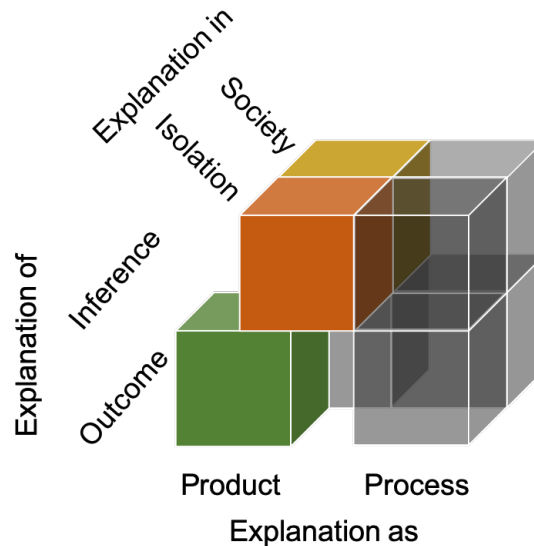 Explanation in
Society
Isolation
Explanation of
Inference
Outcome
Product
Process
Explanation as